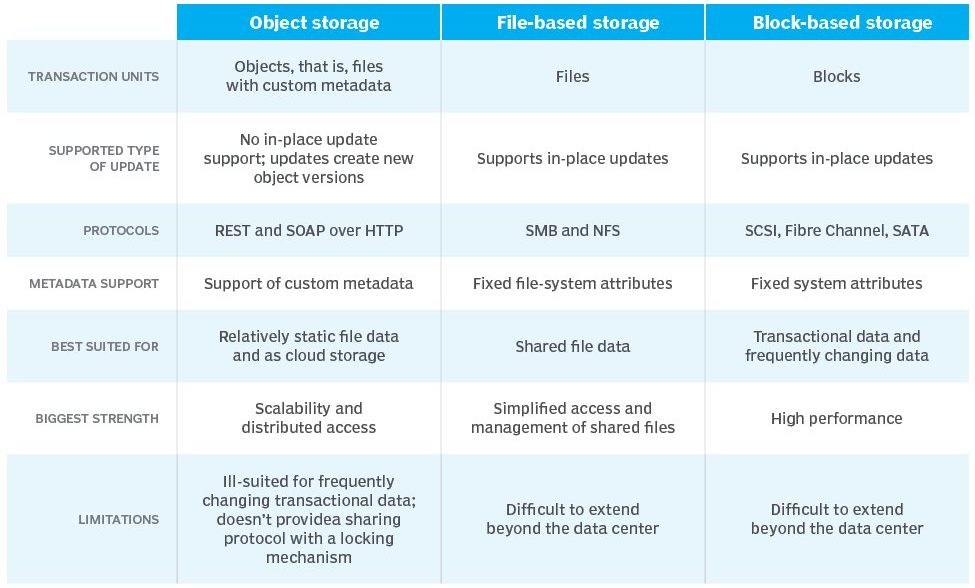 Object storage File-based storage Block-based storage
TRANSACTION UNITS
Objects, that is, files
with custom metadata
Files
Blocks
SUPPORTED TYPE
OF UPDATE
No in-place update
support; updates create new
object versions
Supports in-place updates
Supports in-place updates
PROTOCOLS
REST and SOAP over HTTP
SMB and NFS
SCSI, Fibre Channel, SATA
METADATA SUPPORT
Support of custom metadata
Fixed file-system attributes
Fixed system attributes
BEST SUITED FOR
Relatively static file data
and as cloud storage
Shared file data
Transactional data and
frequently changing data
BIGGEST STRENGTH
Scalability and
distributed access
Simplified access and
management of shared files
High performance
LIMITATIONS
Ill-suited for frequently
changing transactional data;
doesn't providea sharing
protocol with a locking
mechanism
Difficult to extend
beyond the data center
Difficult to extend
beyond the data center